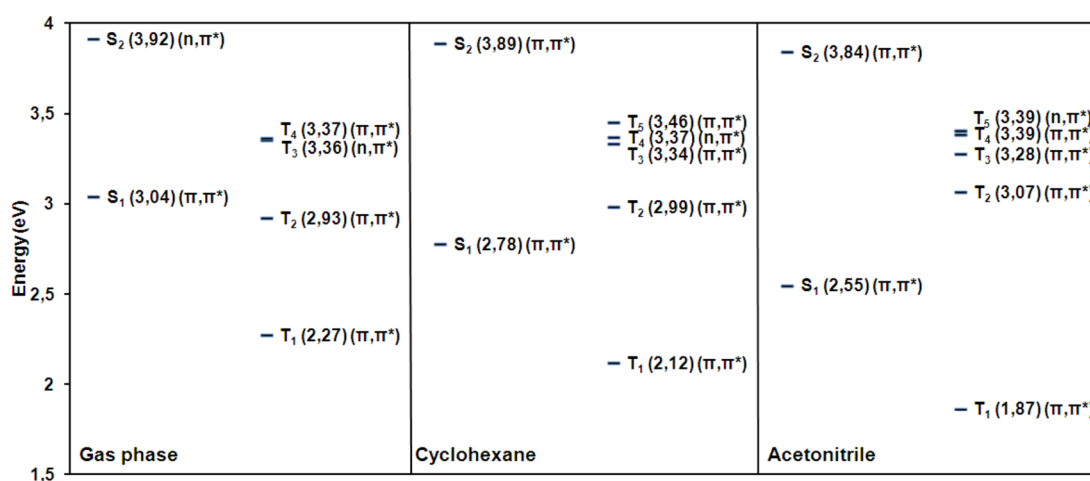 4
3,5
3
2,5
2
1.5
Energy (eV)
S₂ (3,92) (n,π*)
T₄ (3,37) (π,π*)
T₃ (3,36) (n,π*)
S₁ (3,04) (π,π*)
T₂ (2,93) (π,π*)
T₁ (2,27) (π,π*)
Gas phase
S₂ (3,89) (π,π*)
T₅ (3,46) (π,π*)
T₄ (3,37) (n,π*)
T₃ (3,34) (π,π*)
T₂ (2,99) (π,π*)
S₁ (2,78) (π,π*)
T₁ (2,12) (π,π*)
Cyclohexane
S₂ (3,84) (π,π*)
T₅ (3,39) (n,π*)
T₄ (3,39) (π,π*)
T₃ (3,28) (π,π*)
T₂ (3,07) (π,π*)
S₁ (2,55) (π,π*)
T₁ (1,87) (π,π*)
Acetonitrile